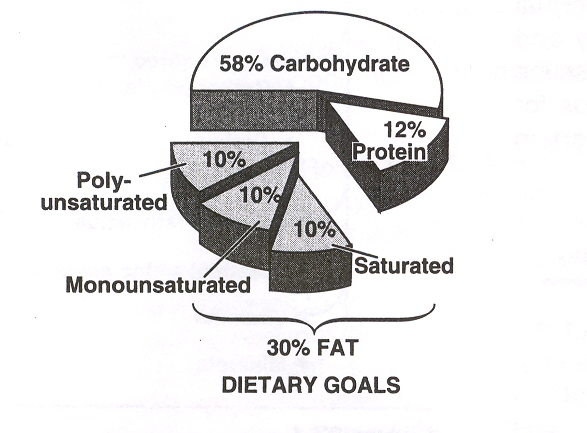 58% Carbohydrate
12%
Protein
10%
Poly-
unsaturated
10%
Monounsaturated
10%
Saturated
30% FAT
DIETARY GOALS